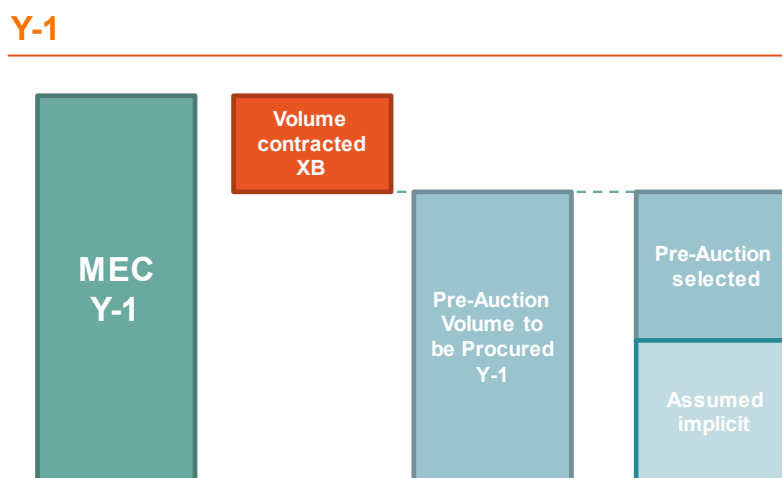 Y-1
Volume
contracted
XB
MEC
Y-1
Pre-Auction
Volume to
be Procured
Y-1
Pre-Auction
selected
Assumed
implicit